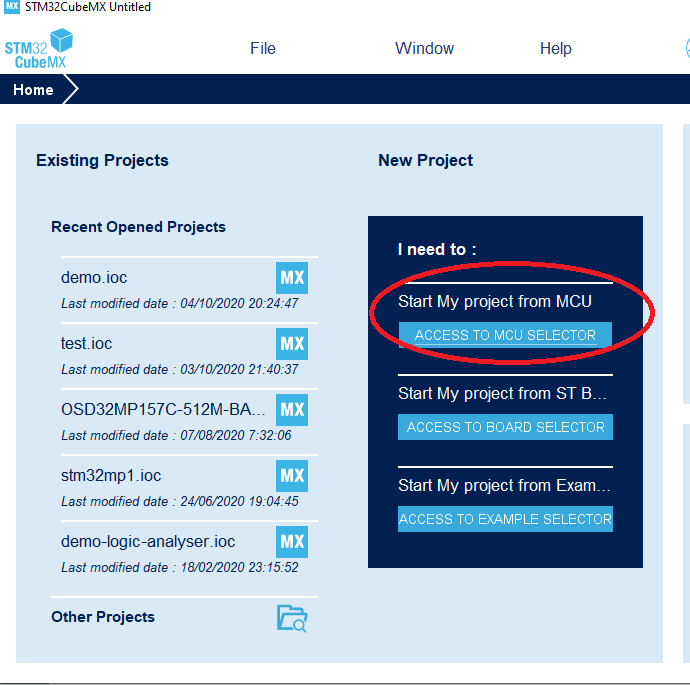 MX STM32CubeMX Untitled
STM32
CubeMX
File Window Help
Home
Existing Projects
New Project
Recent Opened Projects
demo.ioc MX
Last modified date : 04/10/2020 20:24:47
test.ioc MX
Last modified date : 03/10/2020 21:40:37
OSD32MP157C-512M-BA... MX
Last modified date : 07/08/2020 7:32:06
stm32mp1.ioc MX
Last modified date : 24/06/2020 19:04:45
demo-logic-analyser.ioc MX
Last modified date : 18/02/2020 23:15:52
Other Projects
I need to :
Start My project from MCU
ACCESS TO MCU SELECTOR
Start My project from ST B...
ACCESS TO BOARD SELECTOR
Start My project from Exam...
ACCESS TO EXAMPLE SELECTOR